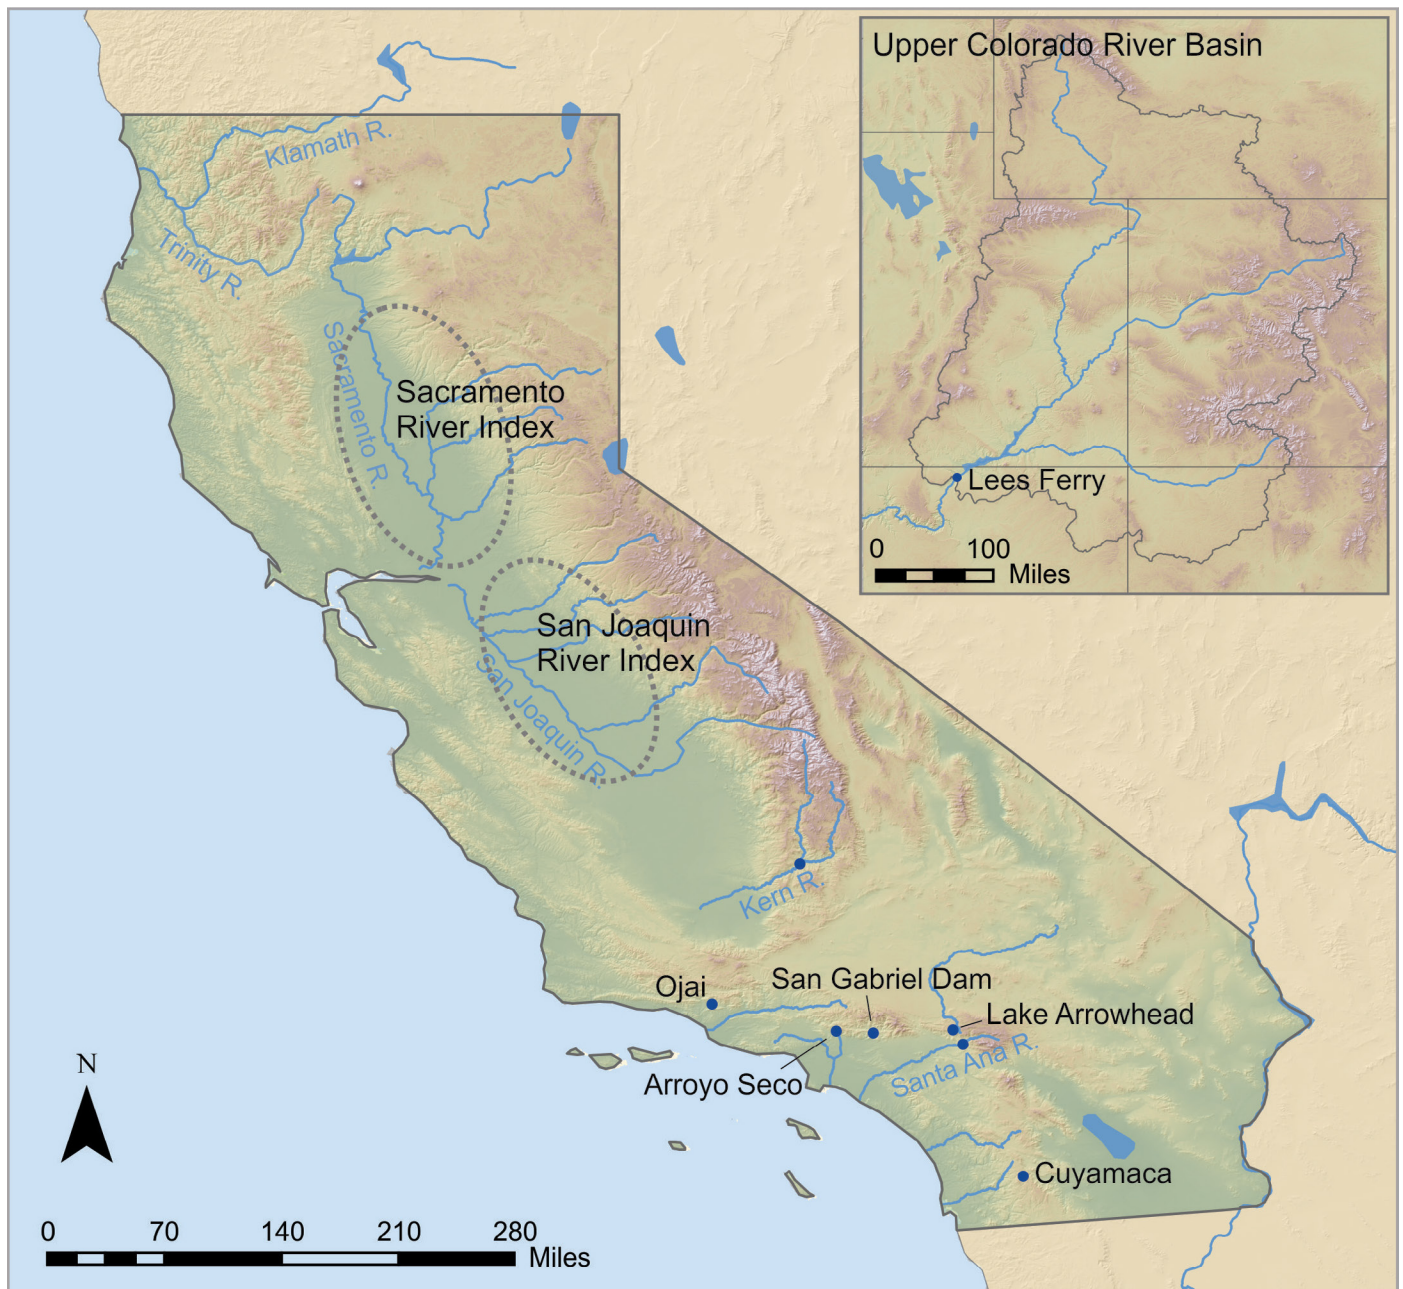 Upper Colorado River Basin
Klamath R.
Trinity R.
Sacramento R.
Sacramento
River Index
Lees Ferry
0 100
Miles
San Joaquin
River Index
San Joaquin R.
Kern R.
Ojai
San Gabriel Dam
Lake Arrowhead
Santa Ana R.
Arroyo Seco
N
Cuyamaca
0 70 140 210 280
Miles